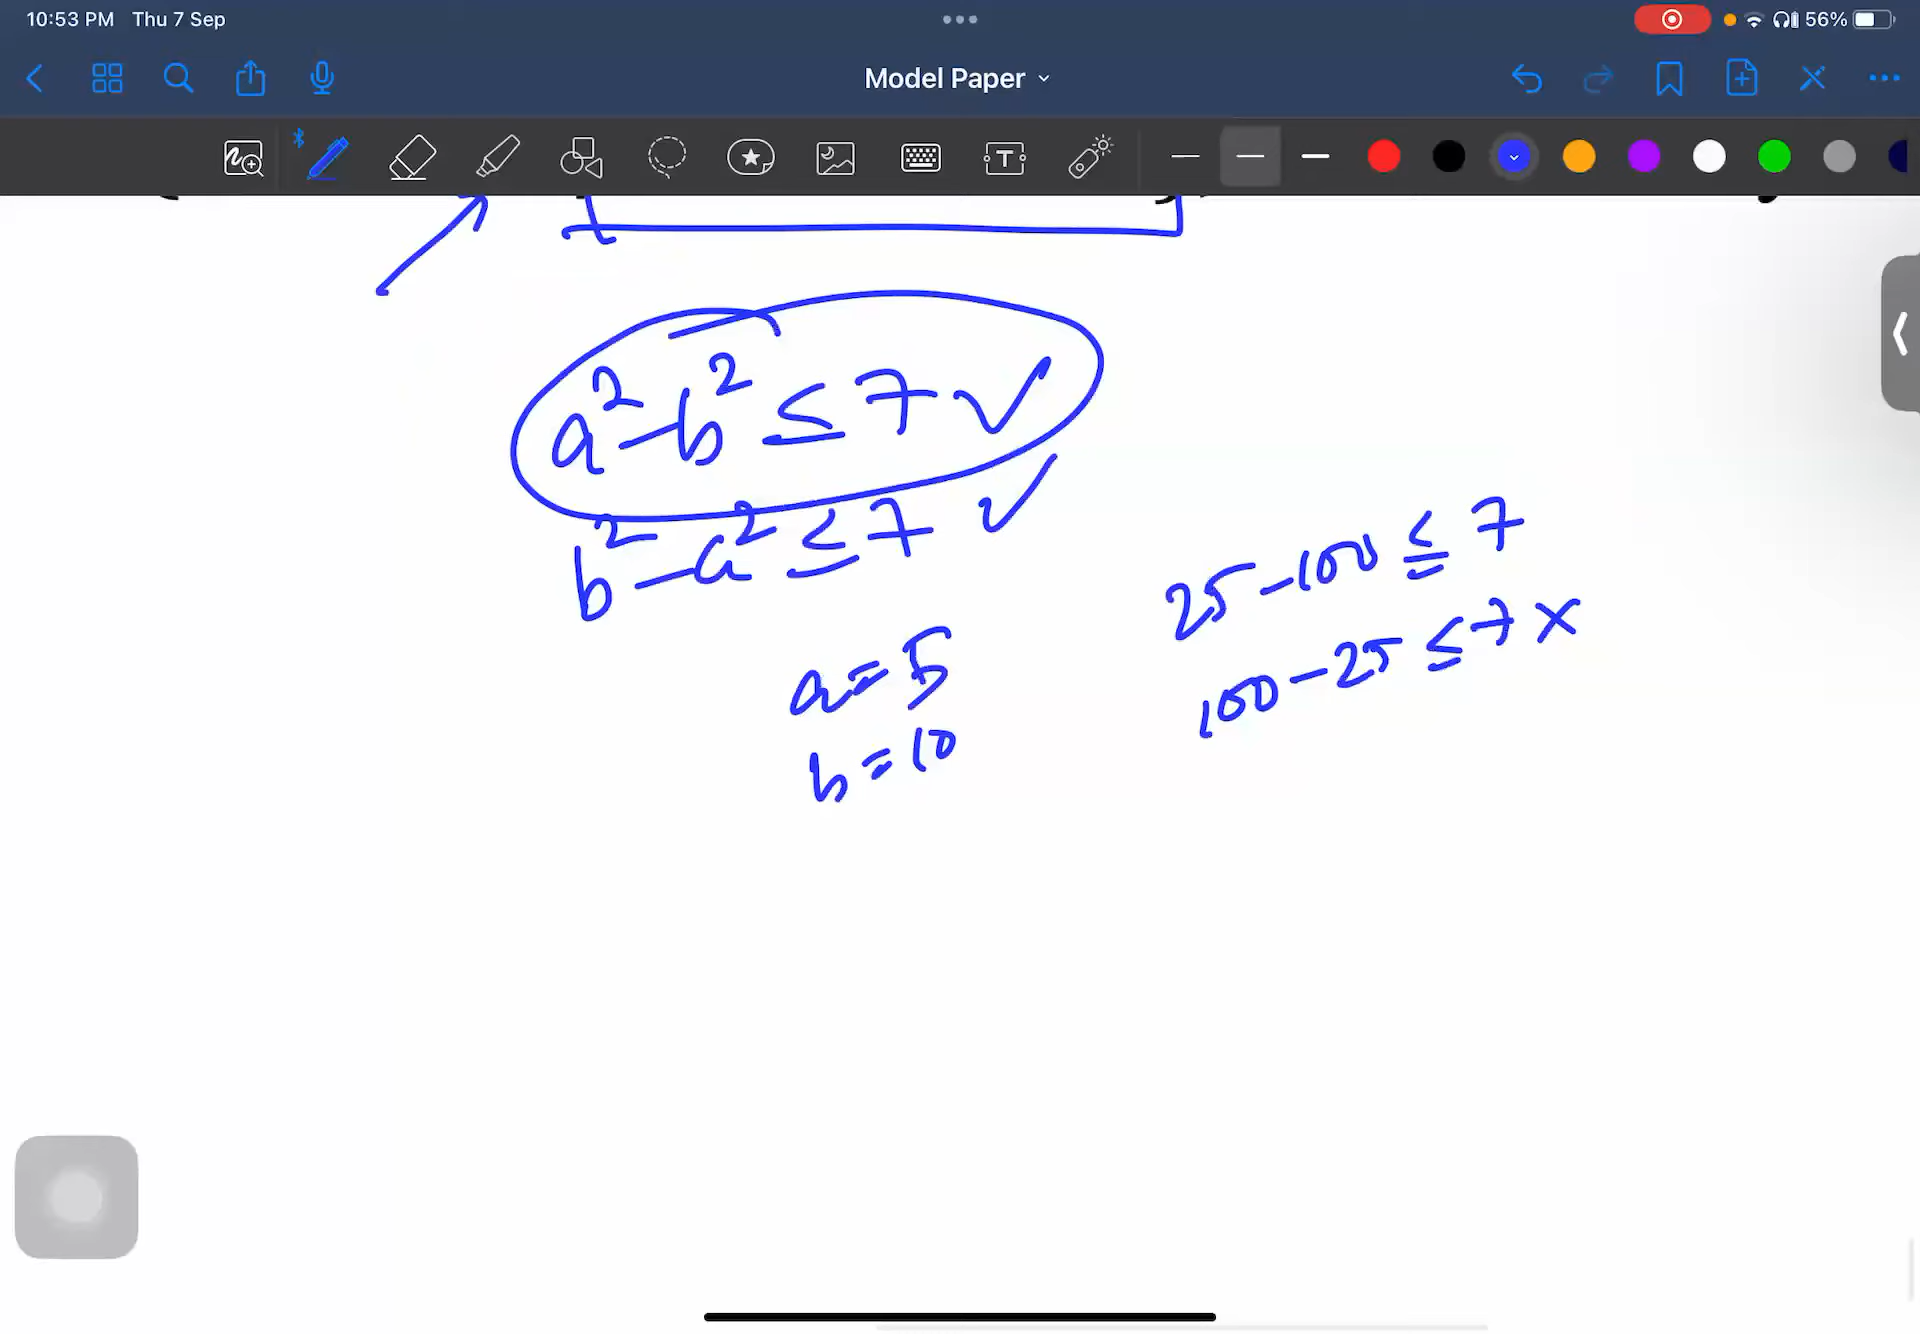 10:53 PM Thu 7 Sep
56%
Model Paper
a² - b² ≤ 7 ✓
b² - a² ≤ 7 ✓
25 - 100 ≤ 7
100 - 25 ≤ 7 ×
a = 5
b = 10